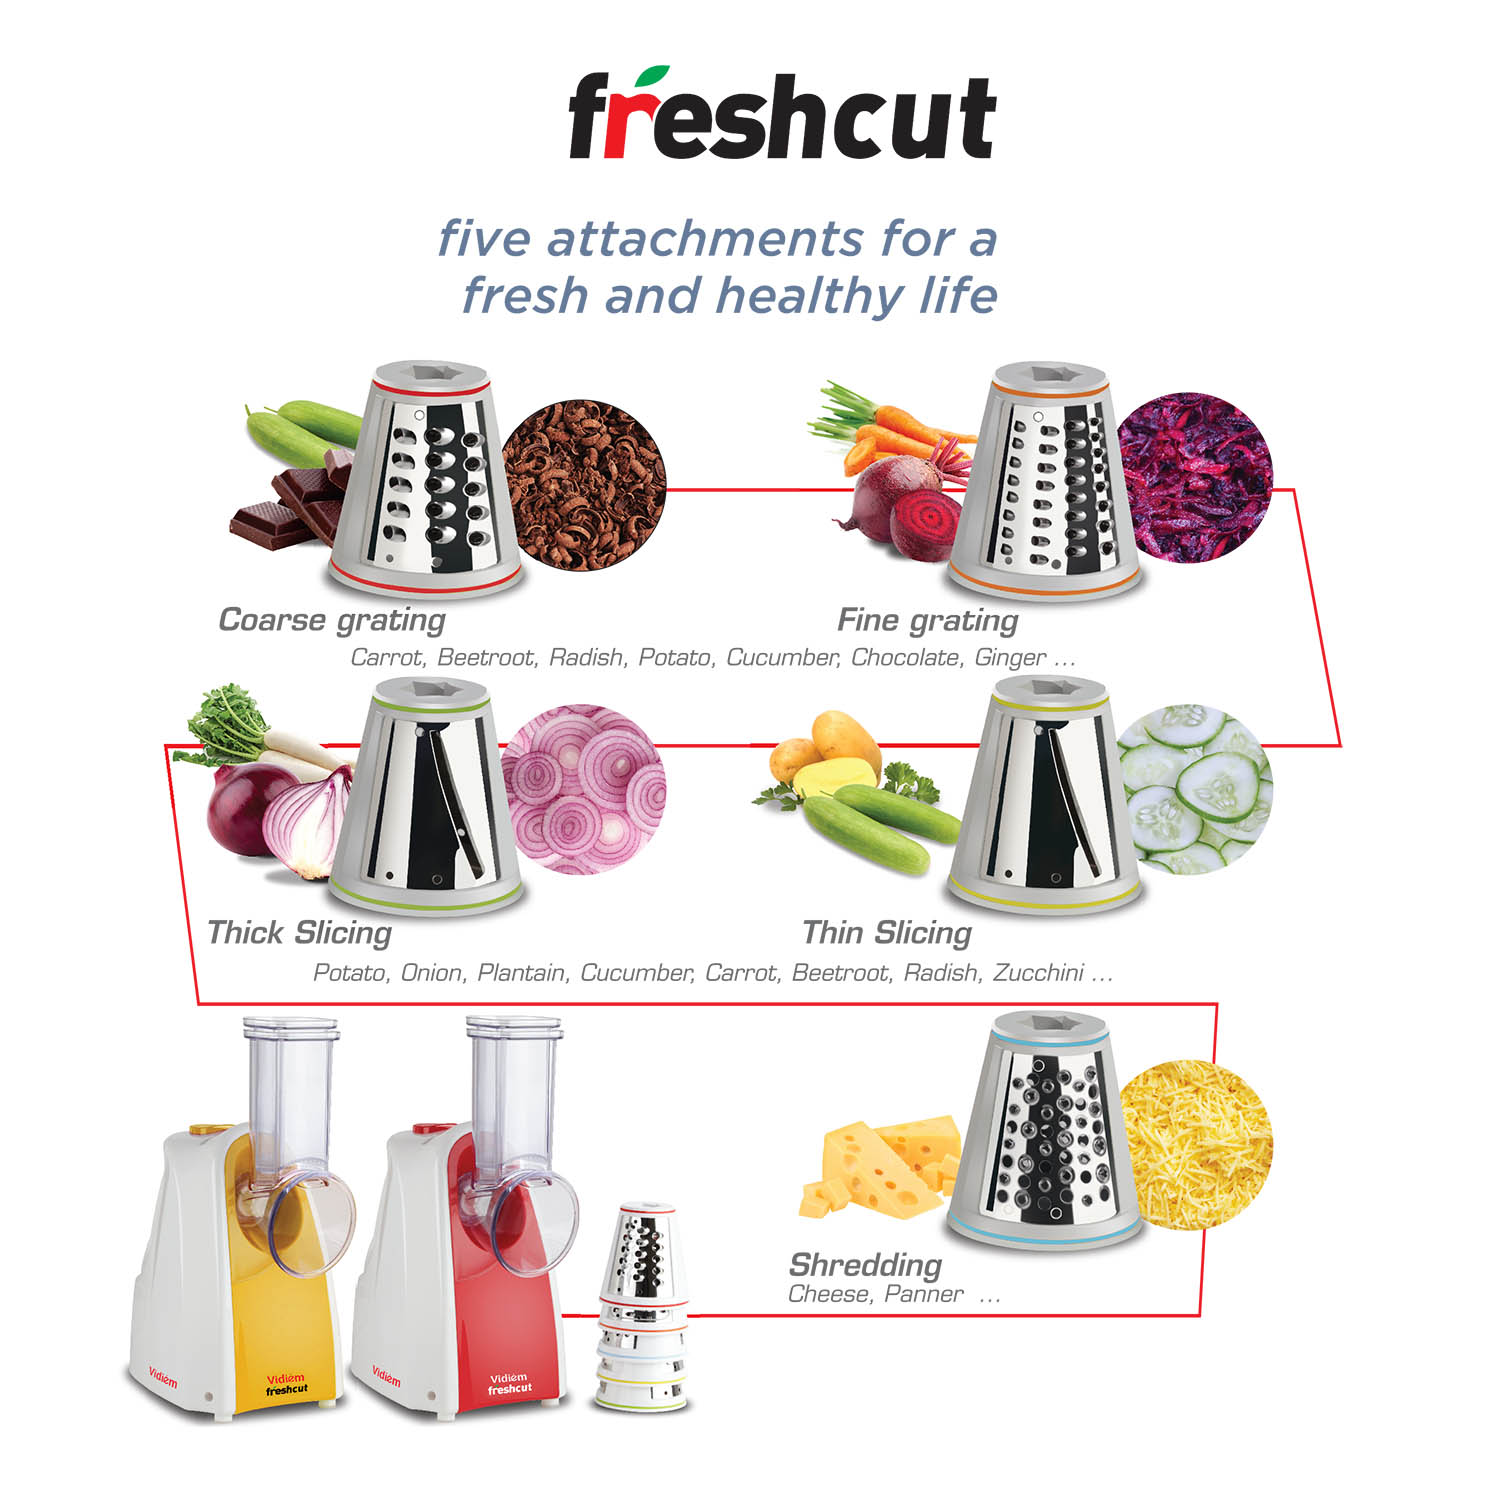 freshcut
five attachments for a
fresh and healthy life
Coarse grating
Fine grating
Carrot, Beetroot, Radish, Potato, Cucumber, Chocolate, Ginger ...
Thick Slicing
Thin Slicing
Potato, Onion, Plantain, Cucumber, Carrot, Beetroot, Radish, Zucchini ...
Shredding
Cheese, Panner ...
Vidiem
Vidiem
freshcut
Vidiem
Vidiem
freshcut